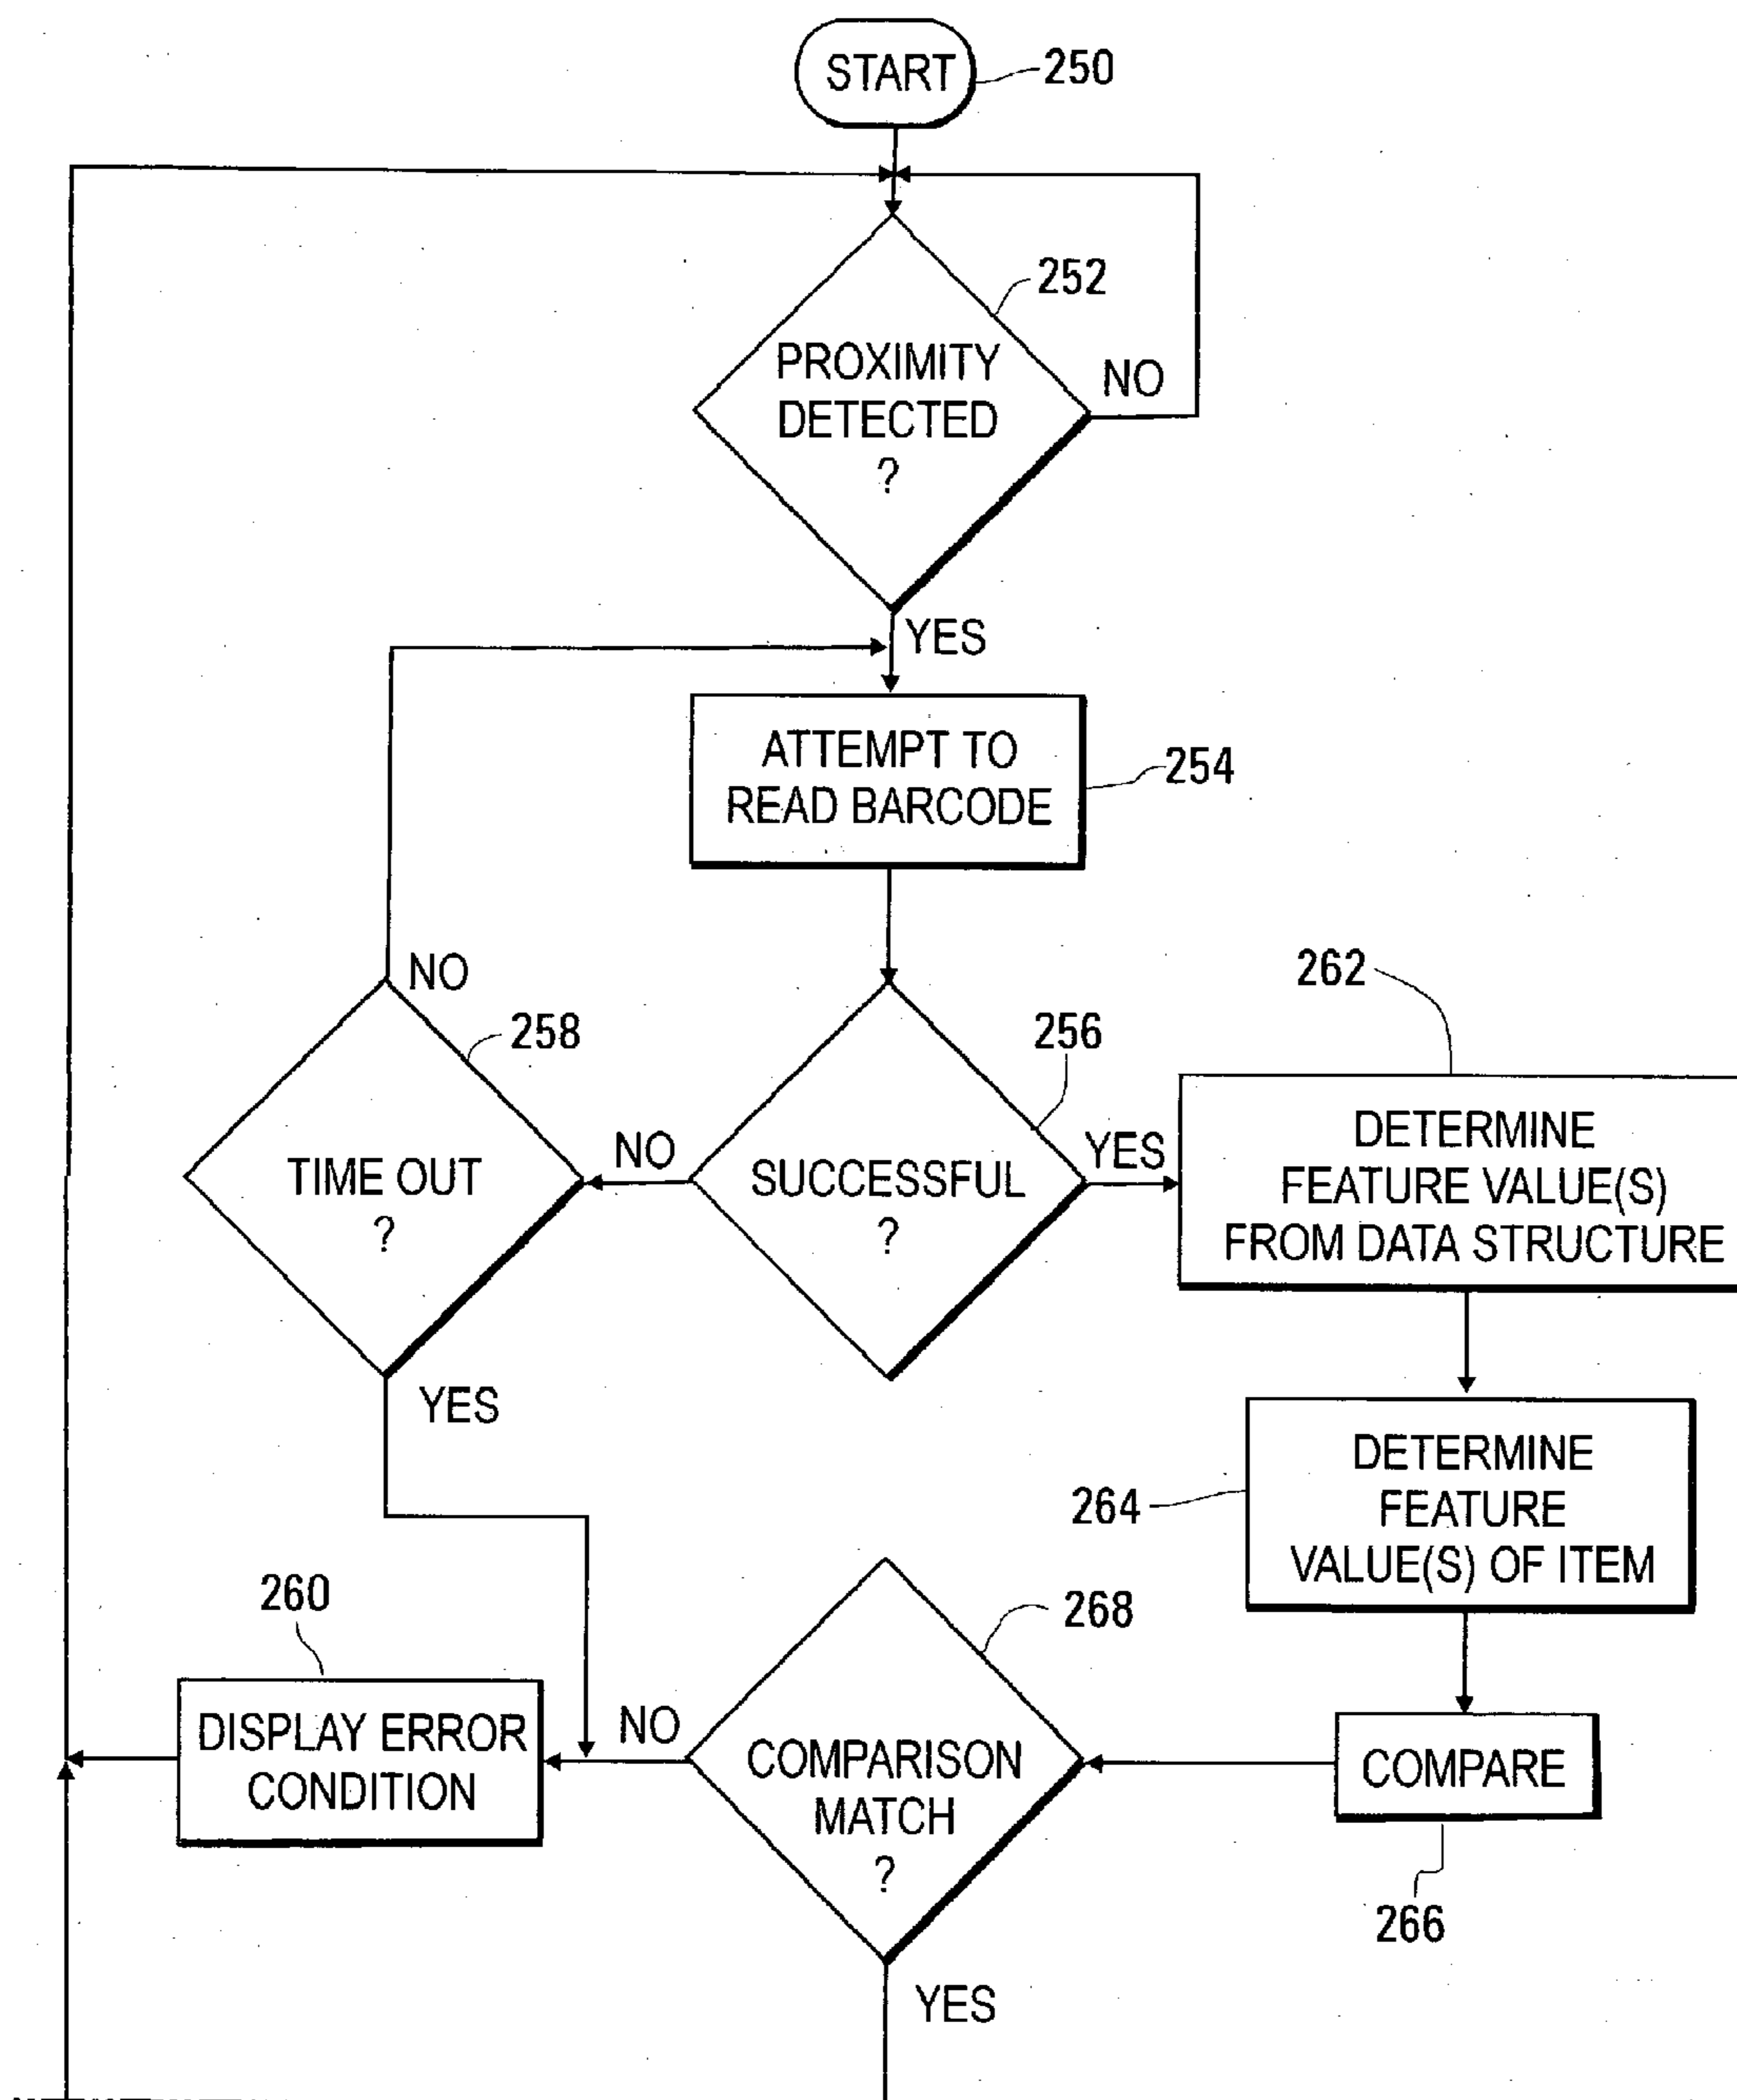 START
250
252
PROXIMITY
DETECTED
?
NO
YES
ATTEMPT TO
READ BARCODE
254
NO
258
TIME OUT
?
YES
NO
256
SUCCESSFUL
?
YES
262
DETERMINE
FEATURE VALUE(S)
FROM DATA STRUCTURE
264
DETERMINE
FEATURE
VALUE(S) OF ITEM
260
DISPLAY ERROR
CONDITION
NO
268
COMPARISON
MATCH
?
COMPARE
266
YES